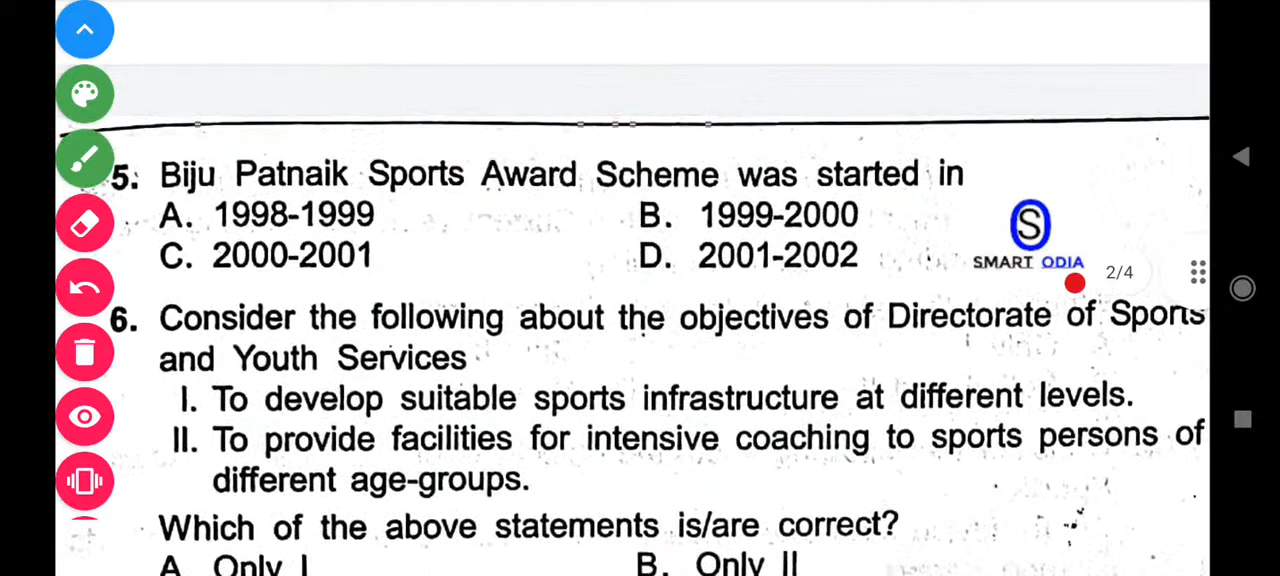 5. Biju Patnaik Sports Award Scheme was started in
A. 1998-1999 B. 1999-2000
C. 2000-2001 D. 2001-2002
S
SMART ODIA
2/4
6. Consider the following about the objectives of Directorate of Sports
and Youth Services
I. To develop suitable sports infrastructure at different levels.
II. To provide facilities for intensive coaching to sports persons of
different age-groups.
Which of the above statements is/are correct?
A Only I B. Only II